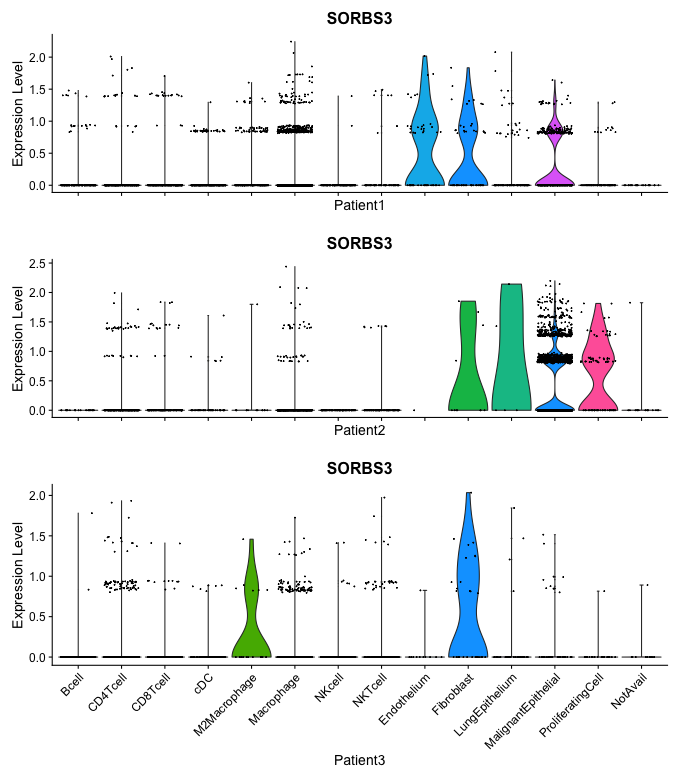 SORBS3
Expression Level
2.0
1.5
1.0
0.5
0.0
Patient1
SORBS3
Expression Level
2.5
2.0
1.5
1.0
0.5
0.0
Patient2
SORBS3
Expression Level
2.0
1.5
1.0
0.5
0.0
Bcell
CD4Tcell
CD8Tcell
cDC
M2Macrophage
Macrophage
NKcell
NKTcell
Endothelium
Fibroblast
LungEpithelium
MalignantEpithelial
ProliferatingCell
NotAvail
Patient3